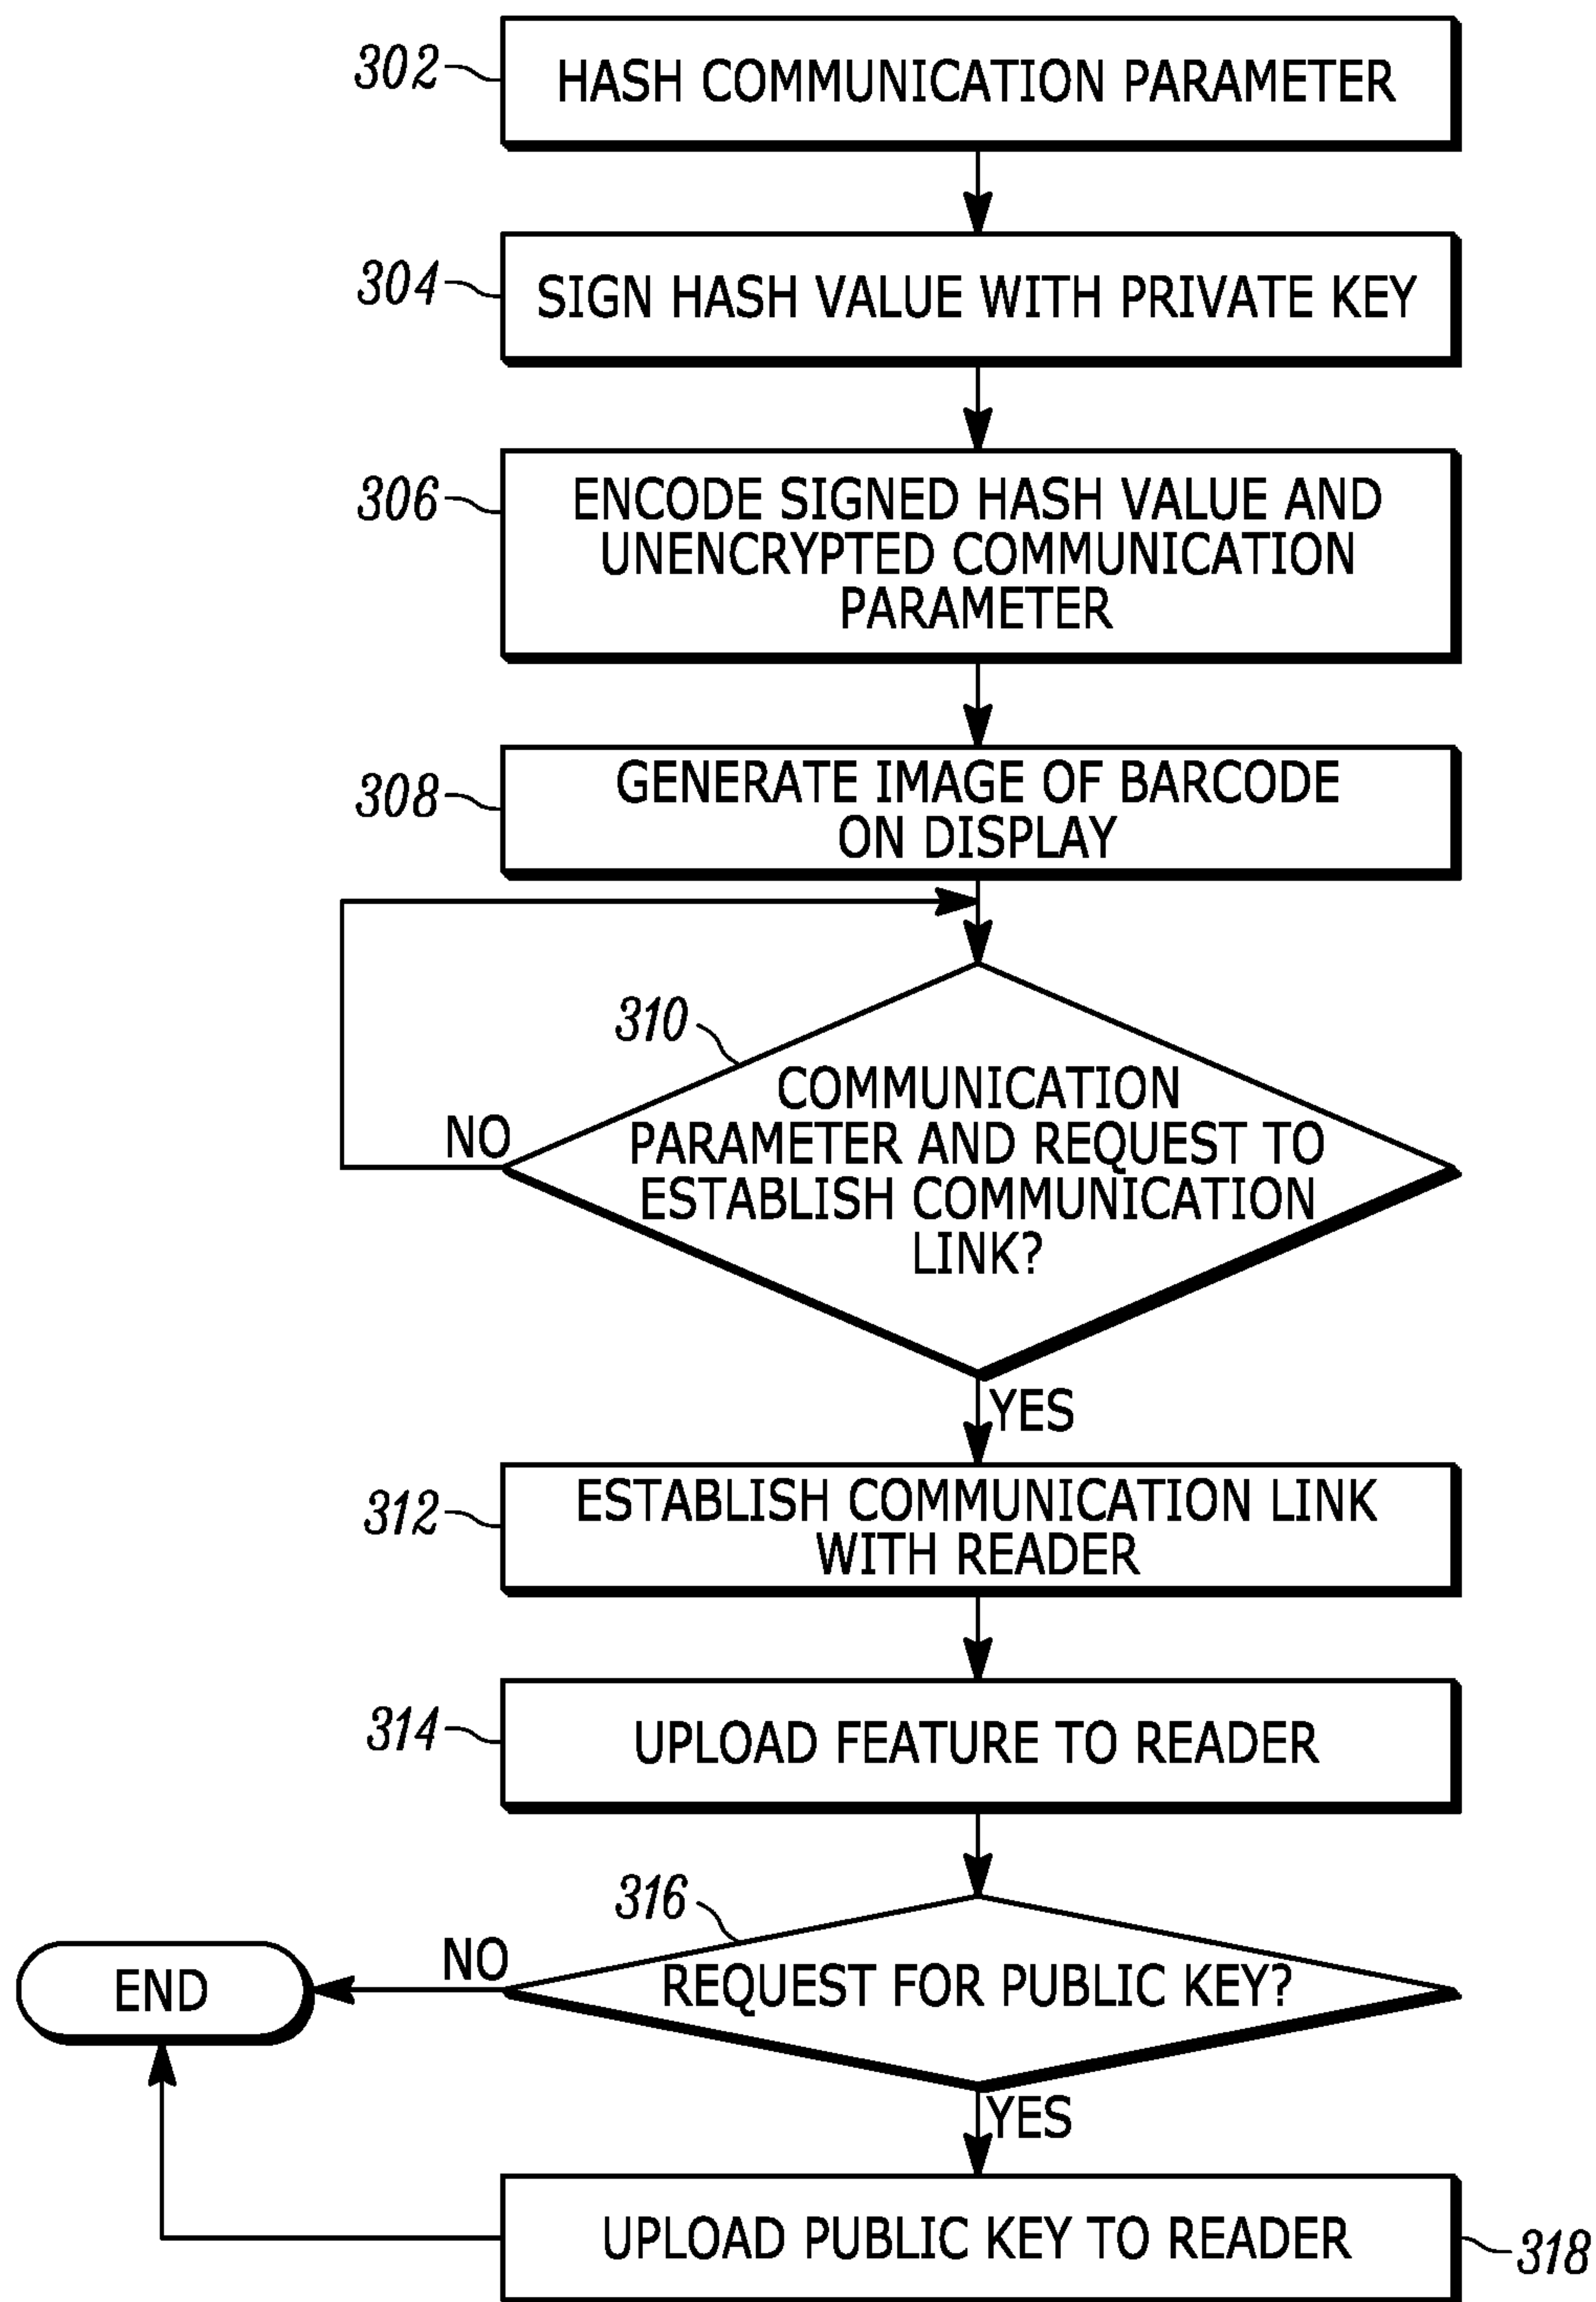 302
HASH COMMUNICATION PARAMETER
304
SIGN HASH VALUE WITH PRIVATE KEY
306
ENCODE SIGNED HASH VALUE AND
UNENCRYPTED COMMUNICATION
PARAMETER
308
GENERATE IMAGE OF BARCODE
ON DISPLAY
310
COMMUNICATION
PARAMETER AND REQUEST TO
ESTABLISH COMMUNICATION
LINK?
NO
YES
312
ESTABLISH COMMUNICATION LINK
WITH READER
314
UPLOAD FEATURE TO READER
316
REQUEST FOR PUBLIC KEY?
NO
END
YES
UPLOAD PUBLIC KEY TO READER
318